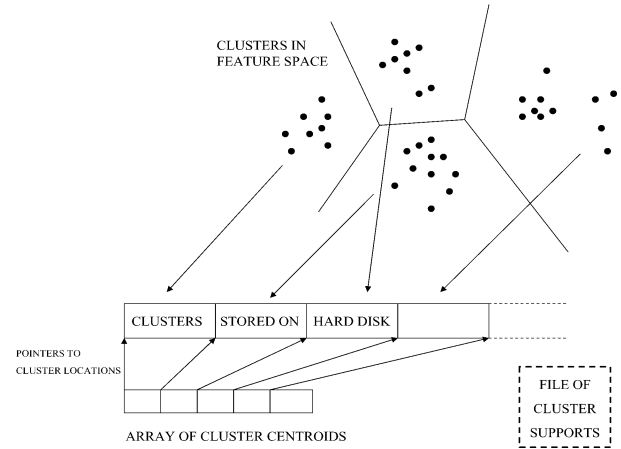 CLUSTERS IN
FEATURE SPACE
CLUSTERS
STORED ON
HARD DISK
POINTERS TO
CLUSTER LOCATIONS
ARRAY OF CLUSTER CENTROIDS
FILE OF
CLUSTER
SUPPORTS